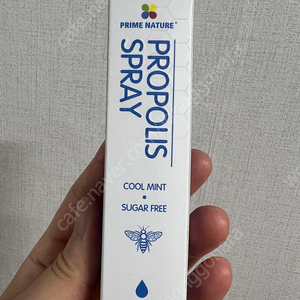 PRIME NATURE®
PROPOLIS
SPRAY
COOL MINT
•
SUGAR FREE